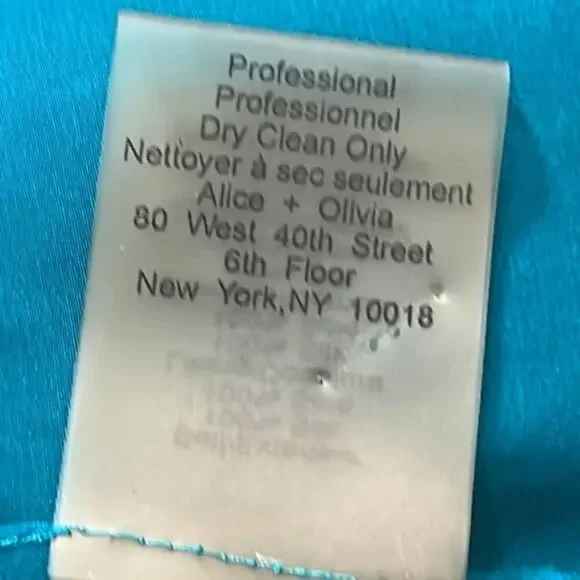 Professional
Professionnel
Dry Clean Only
Nettoyer à sec seulement
Alice + Olivia
80 West 40th Street
6th Floor
New York,NY 10018